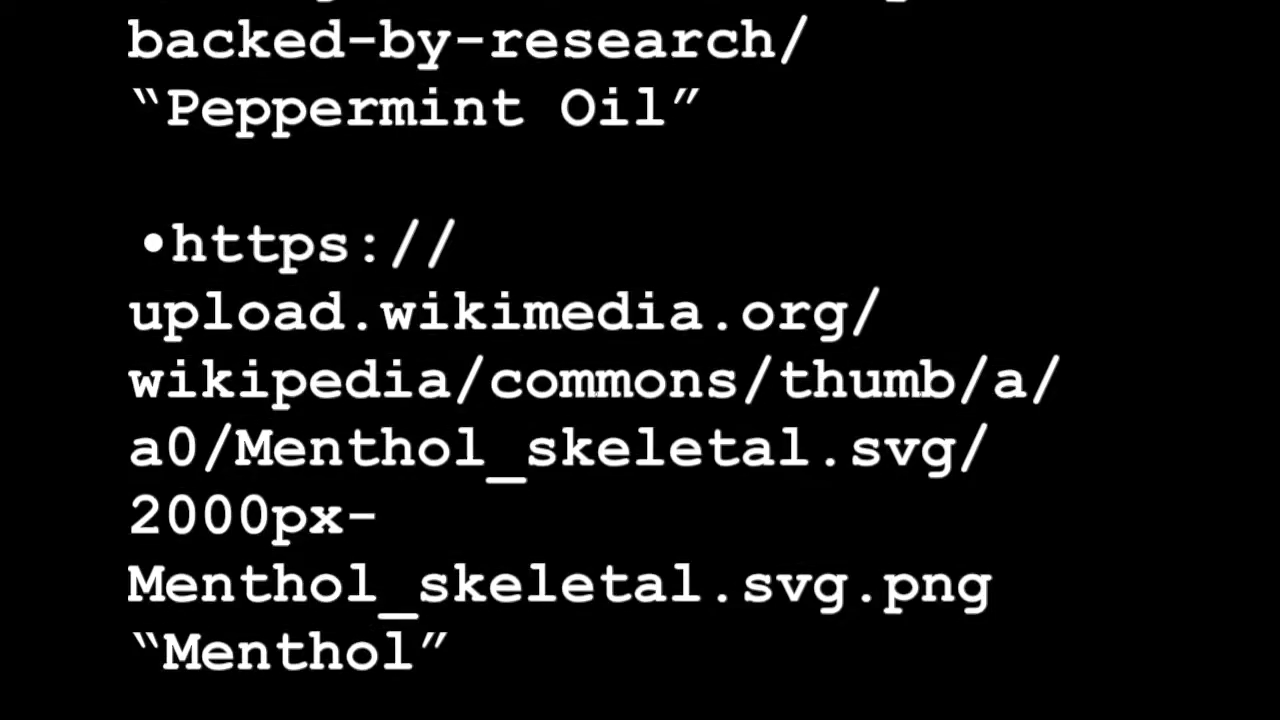 backed-by-research/
“Peppermint Oil”
•https://
upload.wikimedia.org/
wikipedia/commons/thumb/a/
a0/Menthol_skeletal.svg/
2000px-
Menthol_skeletal.svg.png
“Menthol”